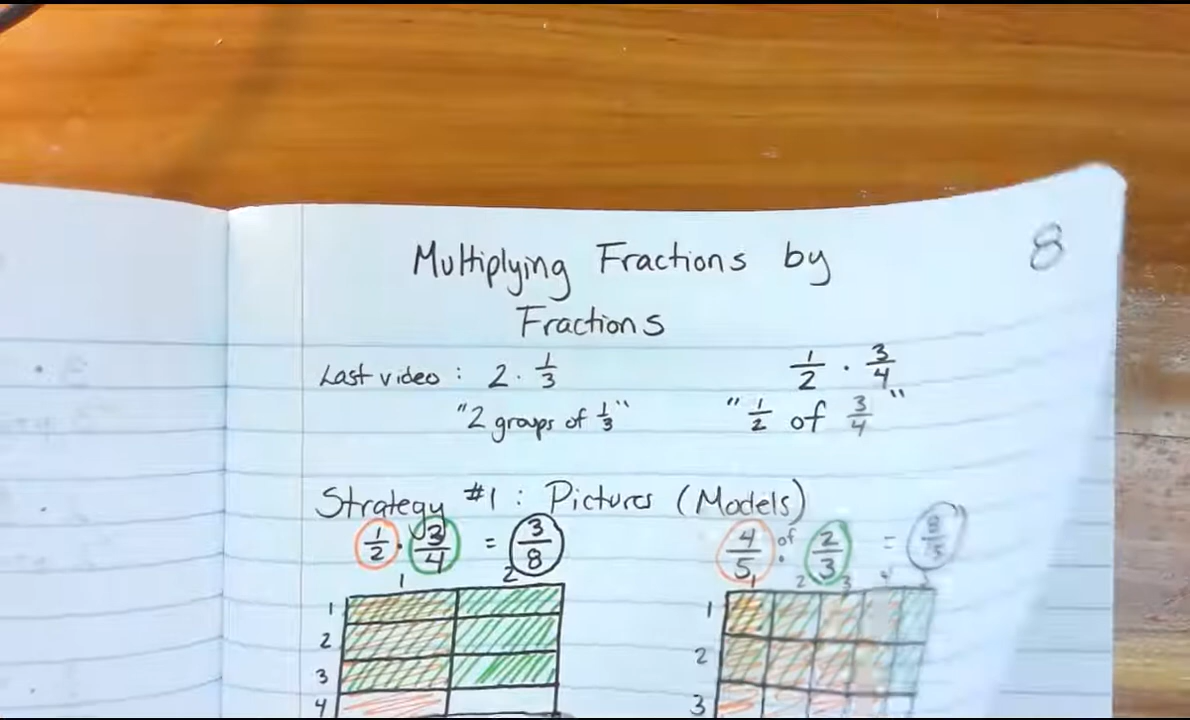 8
Multiplying Fractions by
Fractions
Last video : 2 · 1/3
1/2 · 3/4
"2 groups of 1/3"
"1/2 of 3/4"
Strategy #1 : Pictures (Models)
1/2 · 3/4 = 3/8
4/5 of · 2/3 =
1 2
1 2 3 4
1
2
3
4
1
2
3